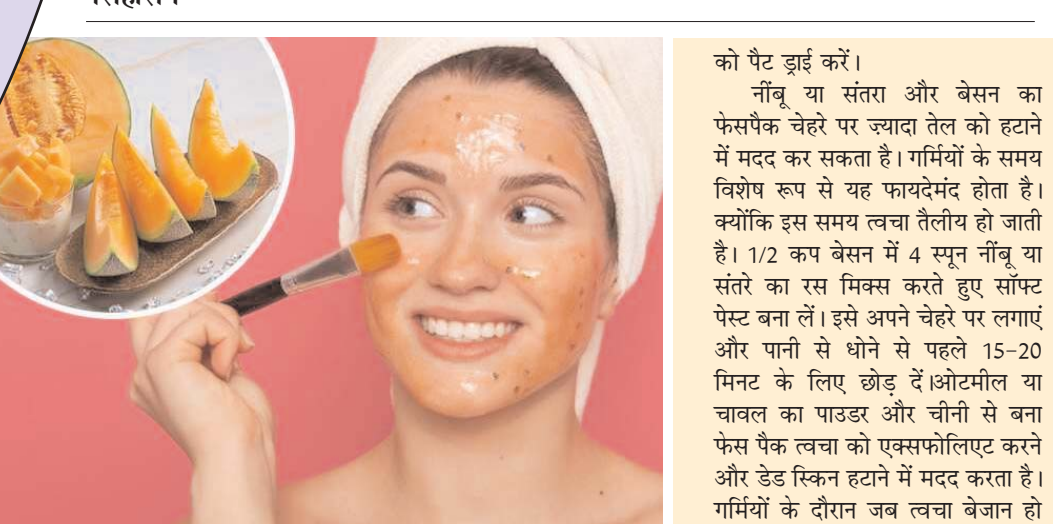 को पैट ड्राई करें।
नींबू या संतरा और बेसन का
फेसपैक चेहरे पर ज़्यादा तेल को हटाने
में मदद कर सकता है। गर्मियों के समय
विशेष रूप से यह फायदेमंद होता है।
क्योंकि इस समय त्वचा तैलीय हो जाती
है। 1/2 कप बेसन में 4 स्पून नींबू या
संतरे का रस मिक्स करते हुए सॉफ्ट
पेस्ट बना लें। इसे अपने चेहरे पर लगाएं
और पानी से धोने से पहले 15-20
मिनट के लिए छोड़ दें।ओटमील या
चावल का पाउडर और चीनी से बना
फेस पैक त्वचा को एक्सफोलिएट करने
और डेड स्किन हटाने में मदद करता है।
गर्मियों के दौरान जब त्वचा बेजान हो